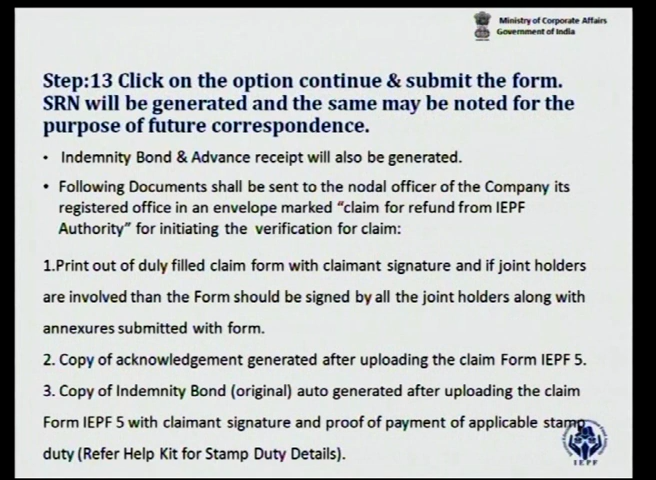 Ministry of Corporate Affairs
Government of India
Step:13 Click on the option continue & submit the form.
SRN will be generated and the same may be noted for the
purpose of future correspondence.
• Indemnity Bond & Advance receipt will also be generated.
• Following Documents shall be sent to the nodal officer of the Company its
registered office in an envelope marked “claim for refund from IEPF
Authority” for initiating the verification for claim:
1.Print out of duly filled claim form with claimant signature and if joint holders
are involved than the Form should be signed by all the joint holders along with
annexures submitted with form.
2. Copy of acknowledgement generated after uploading the claim Form IEPF 5.
3. Copy of Indemnity Bond (original) auto generated after uploading the claim
Form IEPF 5 with claimant signature and proof of payment of applicable stamp
duty (Refer Help Kit for Stamp Duty Details).
IEPF